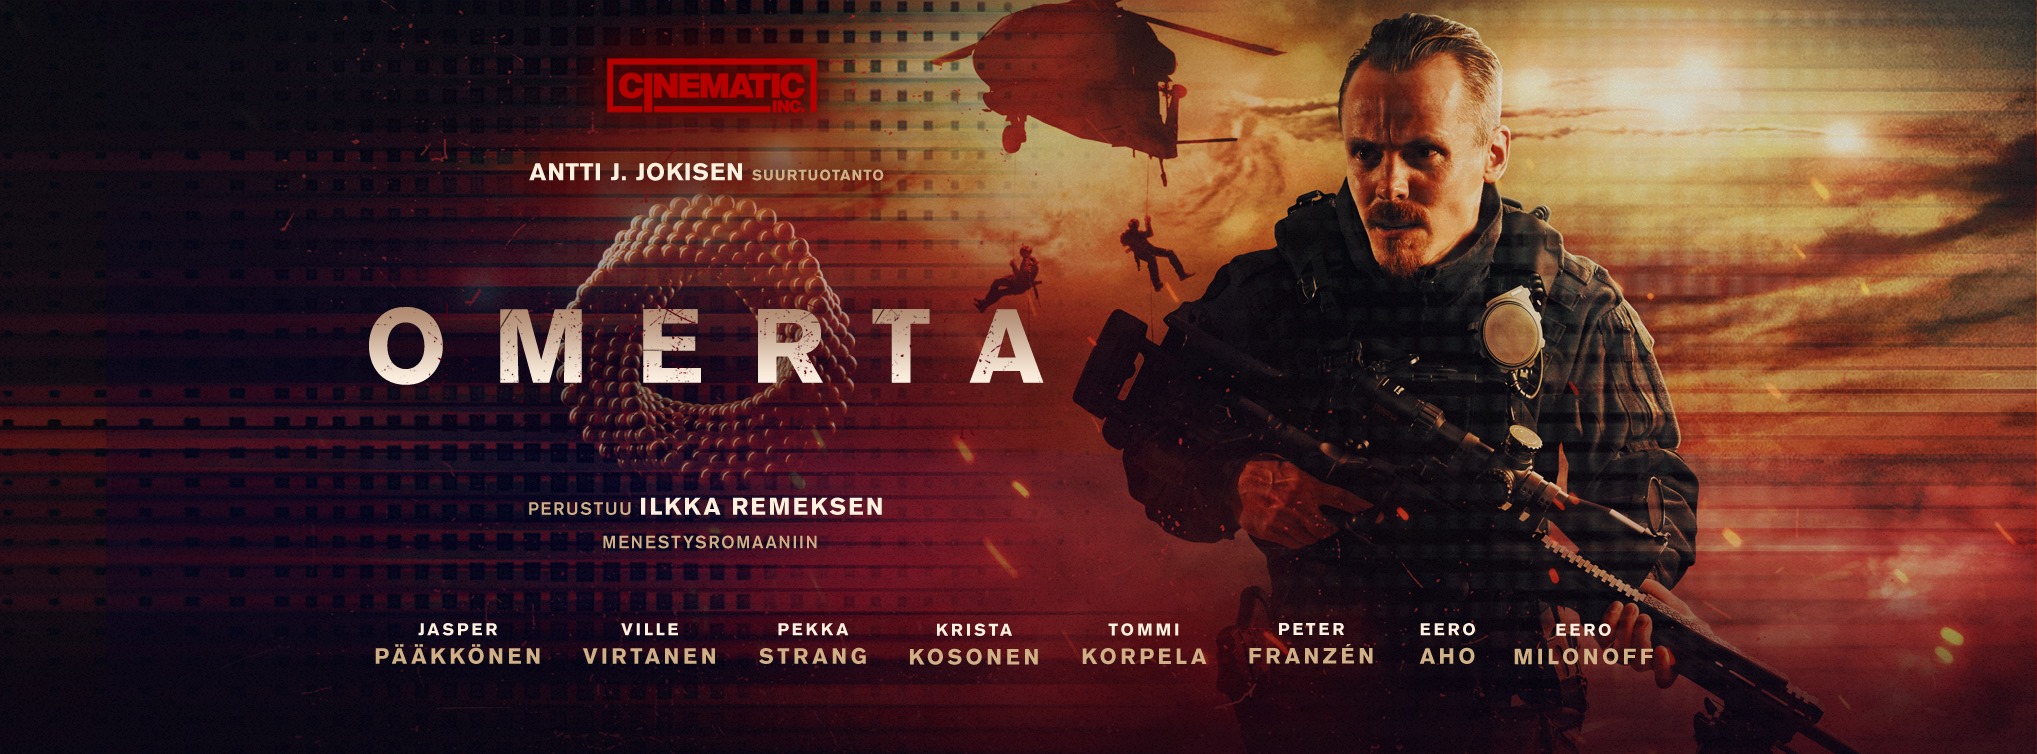 CINEMATIC
INC.
ANTTI J. JOKISEN SUURTUOTANTO
OMERTA
PERUSTUU ILKKA REMEKSEN
MENESTYSROMAANIIN
JASPER PÄÄKKÖNEN
VILLE VIRTANEN
PEKKA STRANG
KRISTA KOSONEN
TOMMI KORPELA
PETER FRANZÉN
EERO AHO
EERO MILONOFF